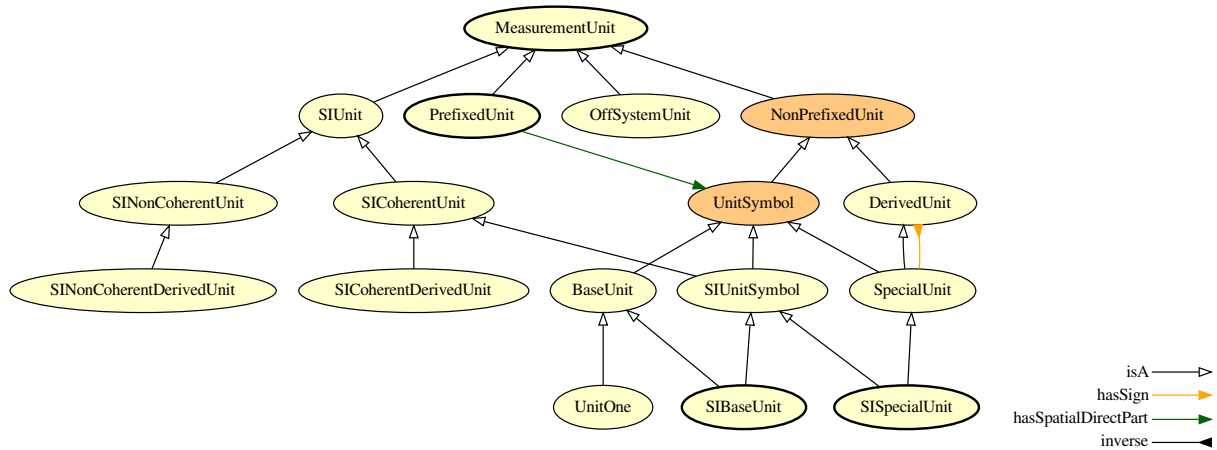 MeasurementUnit
SIUnit
PrefixedUnit
OffSystemUnit
NonPrefixedUnit
SINonCoherentUnit
SICoherentUnit
UnitSymbol
DerivedUnit
SINonCoherentDerivedUnit
SICoherentDerivedUnit
BaseUnit
SIUnitSymbol
SpecialUnit
UnitOne
SIBaseUnit
SISpecialUnit
isA
hasSign
hasSpatialDirectPart
inverse